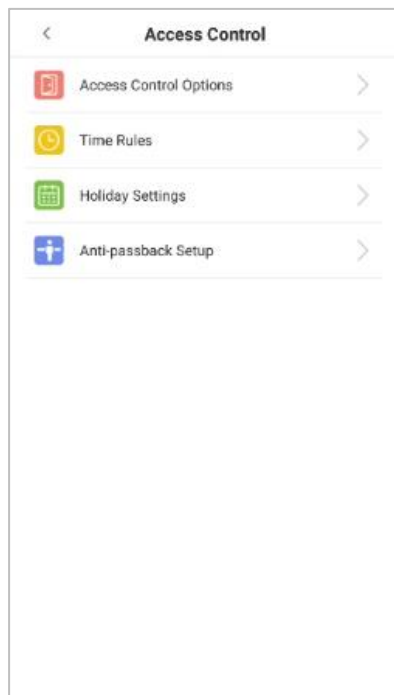 Access Control
Access Control Options
Time Rules
Holiday Settings
Anti-passback Setup